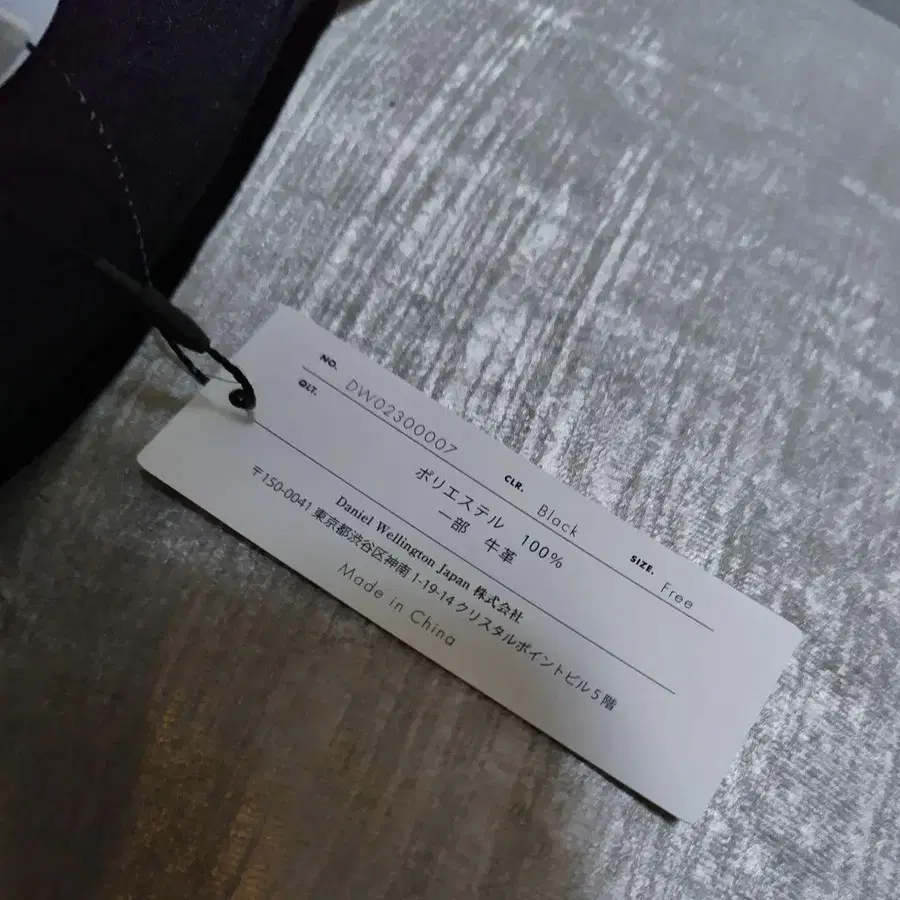 NO. DW02300007 CLR. Black SIZE. Free
QLT. ポリエステル 100%
一部 牛革
Daniel Wellington Japan 株式会社
〒150-0041 東京都渋谷区神南 1-19-14 クリスタルポイントビル 5 階
Made in China